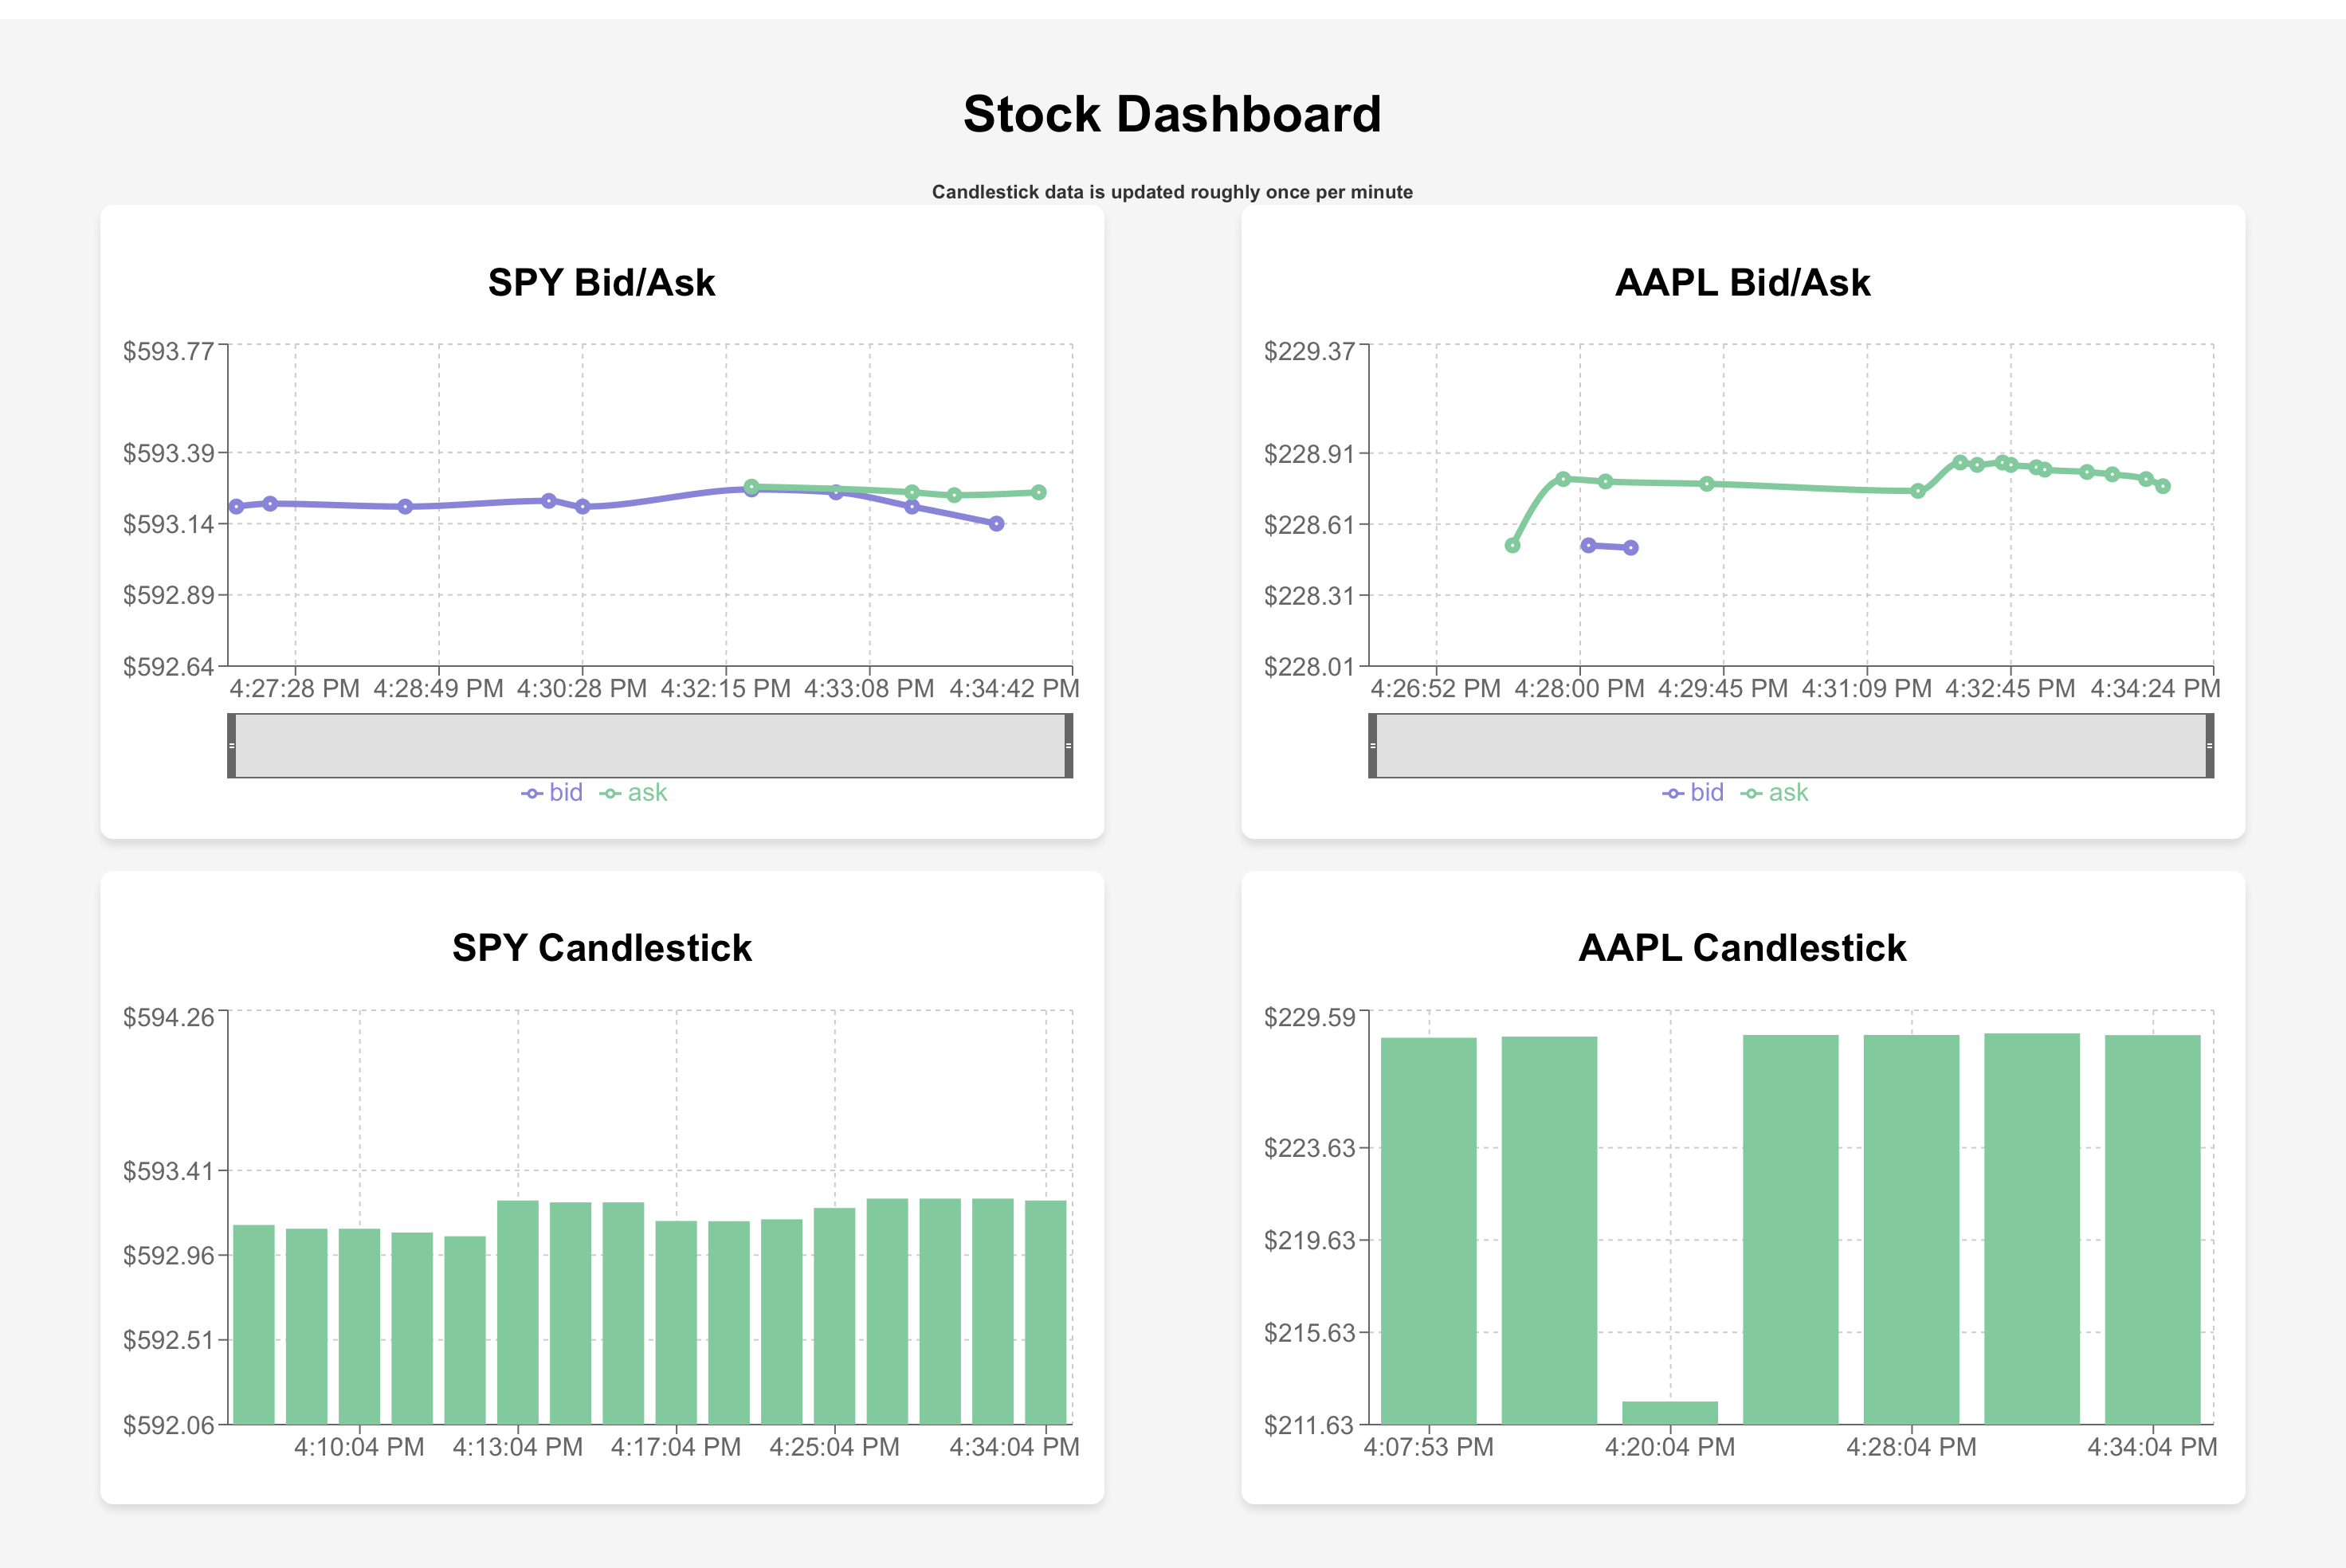 Stock Dashboard
Candlestick data is updated roughly once per minute
SPY Bid/Ask
$593.77
$593.39
$593.14
$592.89
$592.64
4:27:28 PM 4:28:49 PM 4:30:28 PM 4:32:15 PM 4:33:08 PM 4:34:42 PM
bid ask
AAPL Bid/Ask
$229.37
$228.91
$228.61
$228.31
$228.01
4:26:52 PM 4:28:00 PM 4:29:45 PM 4:31:09 PM 4:32:45 PM 4:34:24 PM
bid ask
SPY Candlestick
$594.26
$593.41
$592.96
$592.51
$592.06
4:10:04 PM 4:13:04 PM 4:17:04 PM 4:25:04 PM 4:34:04 PM
AAPL Candlestick
$229.59
$223.63
$219.63
$215.63
$211.63
4:07:53 PM 4:20:04 PM 4:28:04 PM 4:34:04 PM